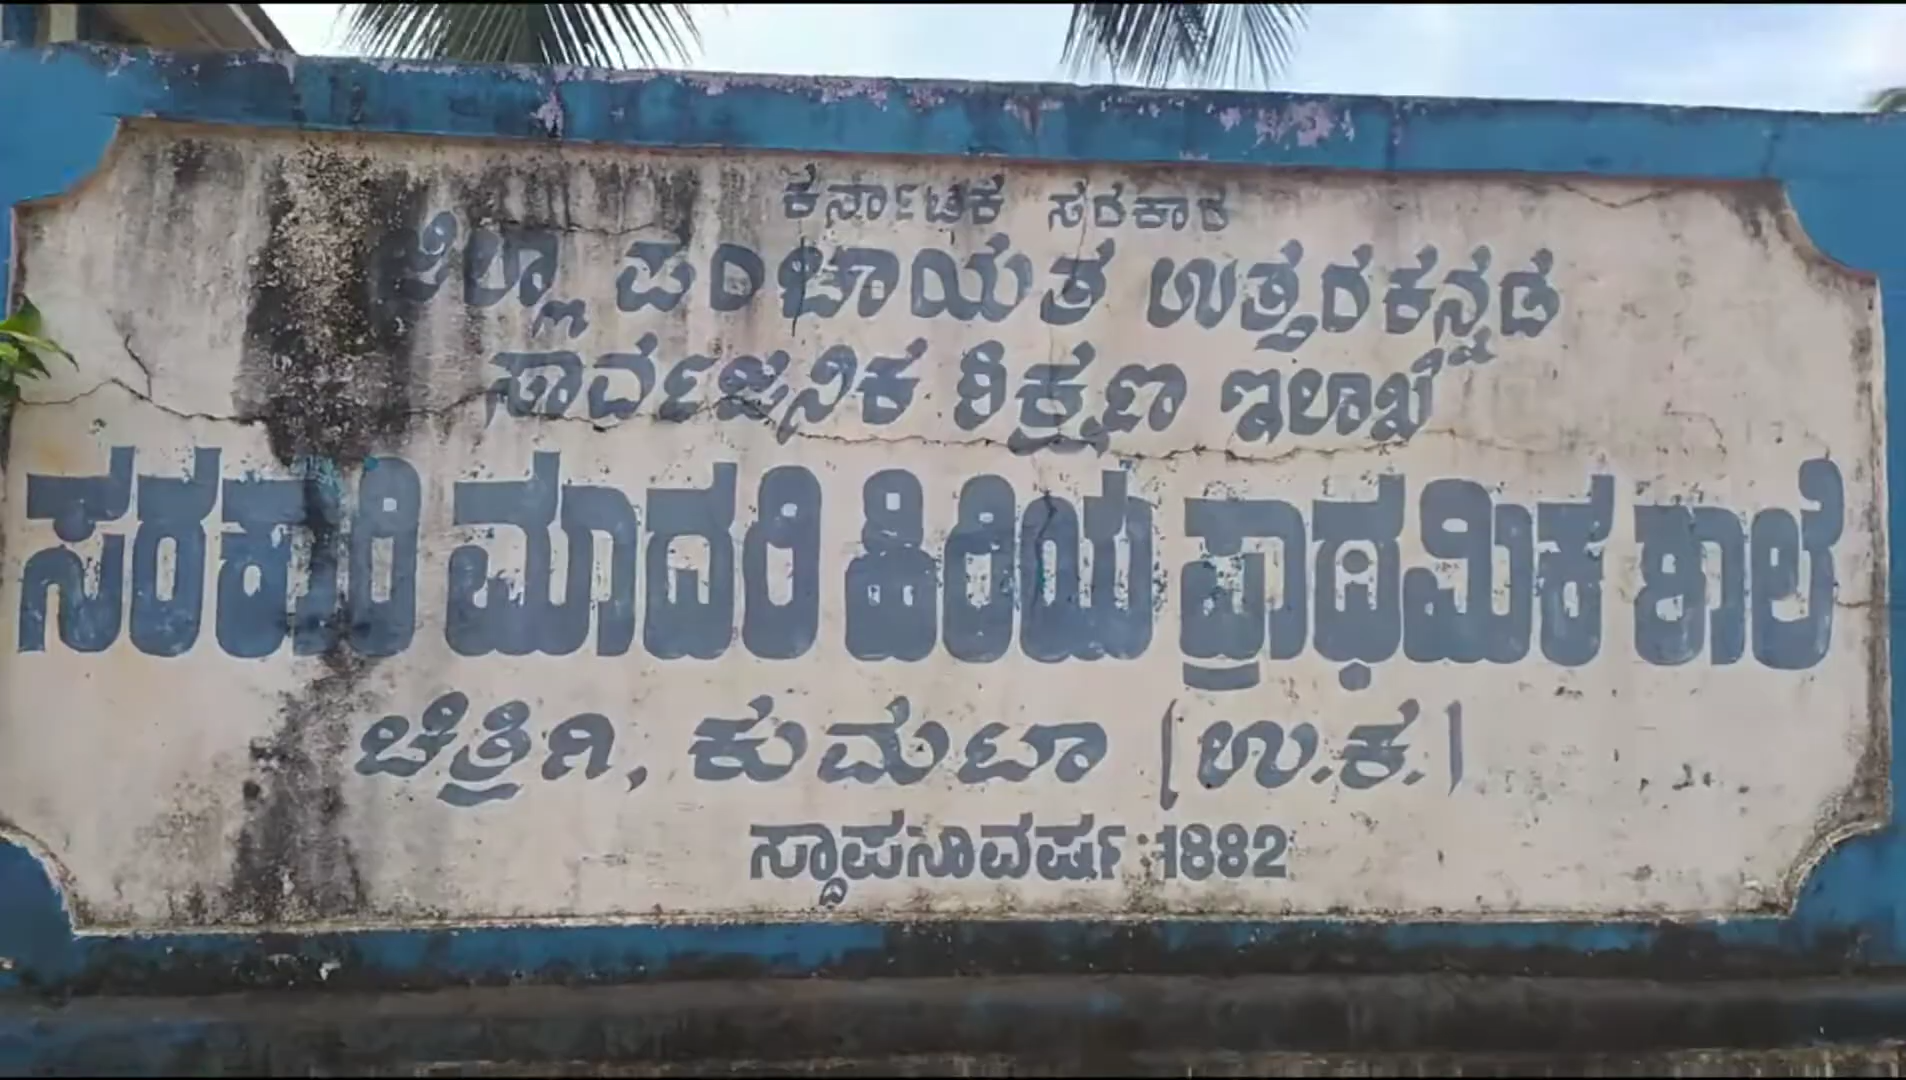 ಕರ್ನಾಟಕ ಸರಕಾರ
ಜಿಲ್ಲಾ ಪಂಚಾಯತ ಉತ್ತರಕನ್ನಡ
ಸಾರ್ವಜನಿಕ ಶಿಕ್ಷಣ ಇಲಾಖೆ
ಸರಕಾರಿ ಮಾದರಿ ಹಿರಿಯ ಪ್ರಾಥಮಿಕ ಶಾಲೆ
ಚಿತ್ರಿಗಿ, ಕುಮಟಾ (ಉ.ಕ.)
ಸ್ಥಾಪನಾವರ್ಷ : 1882